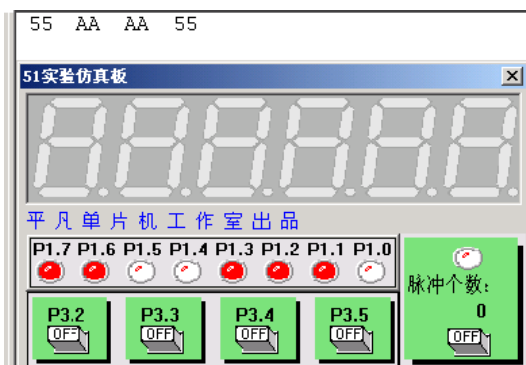 55 AA AA 55
51实验仿真板
平凡单片机工作室出品
P1.7 P1.6 P1.5 P1.4 P1.3 P1.2 P1.1 P1.0
脉冲个数:
0
OFF
P3.2 P3.3 P3.4 P3.5
OFF OFF OFF OFF